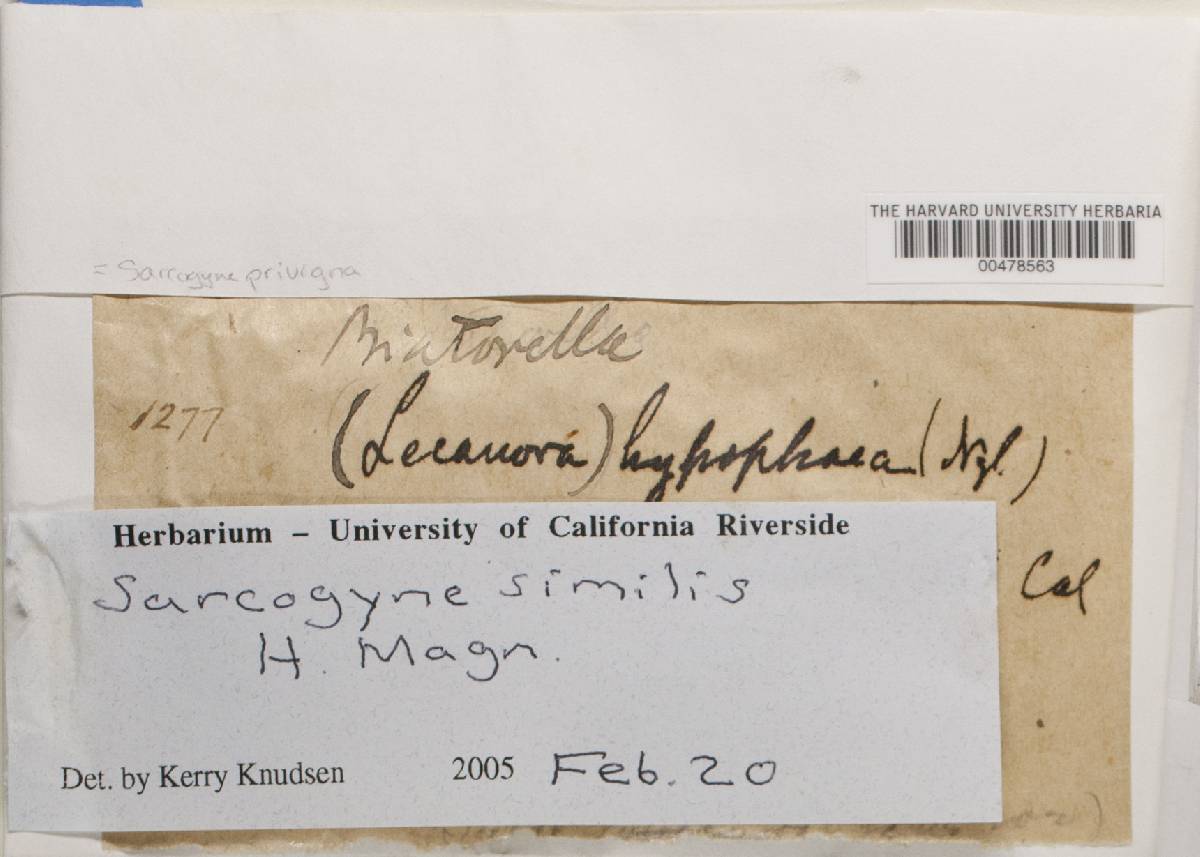 THE HARVARD UNIVERSITY HERBARIA
00478563
= Sarcogyne privigna
Biatorella
1277
(Lecanora) hypophaea (Nyl.)
Cal
Herbarium – University of California Riverside
Sarcogyne similis
H. Magn.
Det. by Kerry Knudsen 2005 Feb. 20